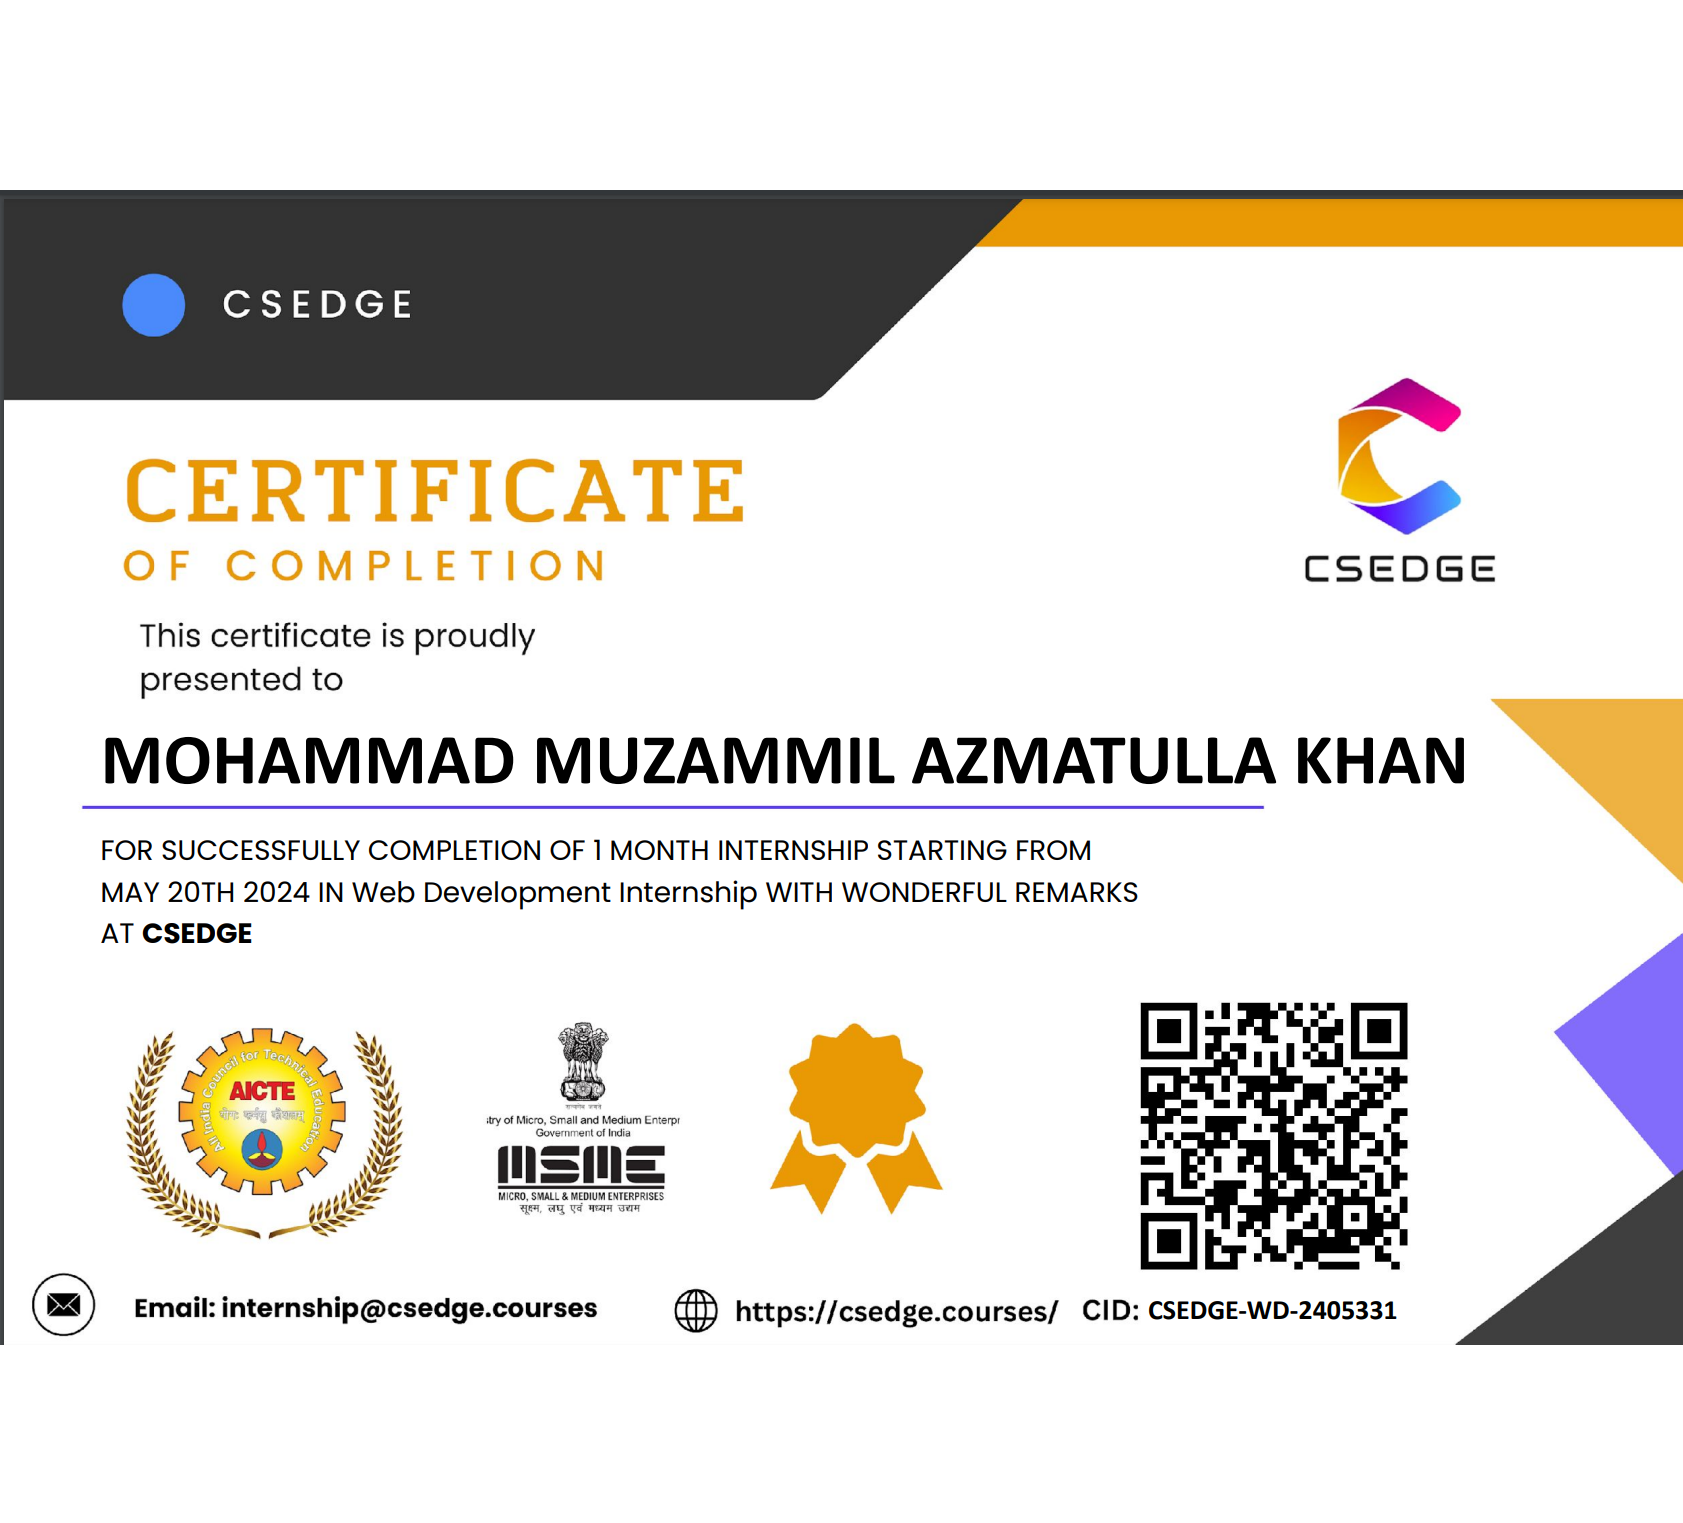 CSEDGE
CERTIFICATE
OF COMPLETION
CSEDGE
This certificate is proudly
presented to
MOHAMMAD MUZAMMIL AZMATULLA KHAN
FOR SUCCESSFULLY COMPLETION OF 1 MONTH INTERNSHIP STARTING FROM
MAY 20TH 2024 IN Web Development Internship WITH WONDERFUL REMARKS
AT CSEDGE
All India Council for Technical Education
AICTE
सत्यमेव जयते
stry of Micro, Small and Medium Enterpr
Government of India
MSME
MICRO, SMALL & MEDIUM ENTERPRISES
सूक्ष्म, लघु एवं मध्यम उद्यम
Email: internship@csedge.courses
https://csedge.courses/
CID: CSEDGE-WD-2405331